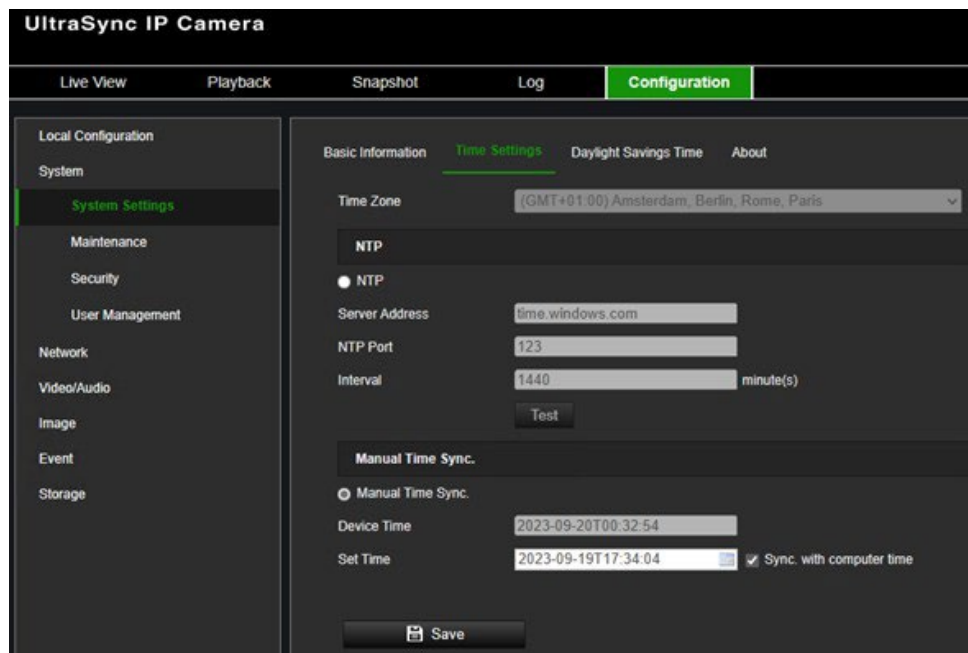 UltraSync IP Camera
Live View Playback Snapshot Log Configuration
Local Configuration
System
System Settings
Maintenance
Security
User Management
Network
Video/Audio
Image
Event
Storage
Basic Information Time Settings Daylight Savings Time About
Time Zone (GMT+01:00) Amsterdam, Berlin, Rome, Paris
NTP
NTP
Server Address time.windows.com
NTP Port 123
Interval 1440 minute(s)
Test
Manual Time Sync.
Manual Time Sync.
Device Time 2023-09-20T00:32:54
Set Time 2023-09-19T17:34:04 Sync. with computer time
Save